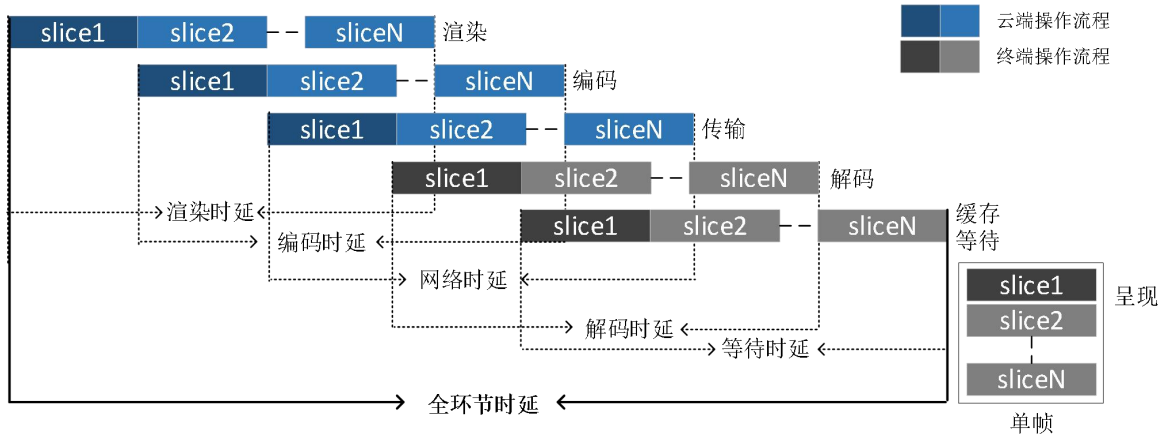 slice1 slice2 sliceN 渲染
云端操作流程
终端操作流程
slice1 slice2 sliceN 编码
slice1 slice2 sliceN 传输
slice1 slice2 sliceN 解码
渲染时延
slice1 slice2 sliceN 缓存
等待
编码时延
网络时延
解码时延
等待时延
全环节时延
slice1
slice2
sliceN
呈现
单帧